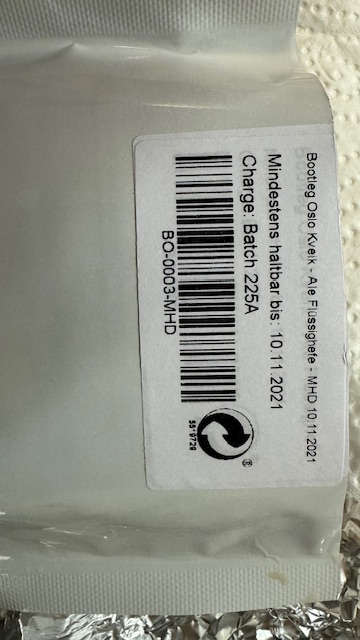 Bootleg Oslo Kveik - Ale Flüssighefe - MHD 10.11.2021
Mindestens haltbar bis: 10.11.2021
Charge: Batch 225A
BO-0003-MHD
®
5519729